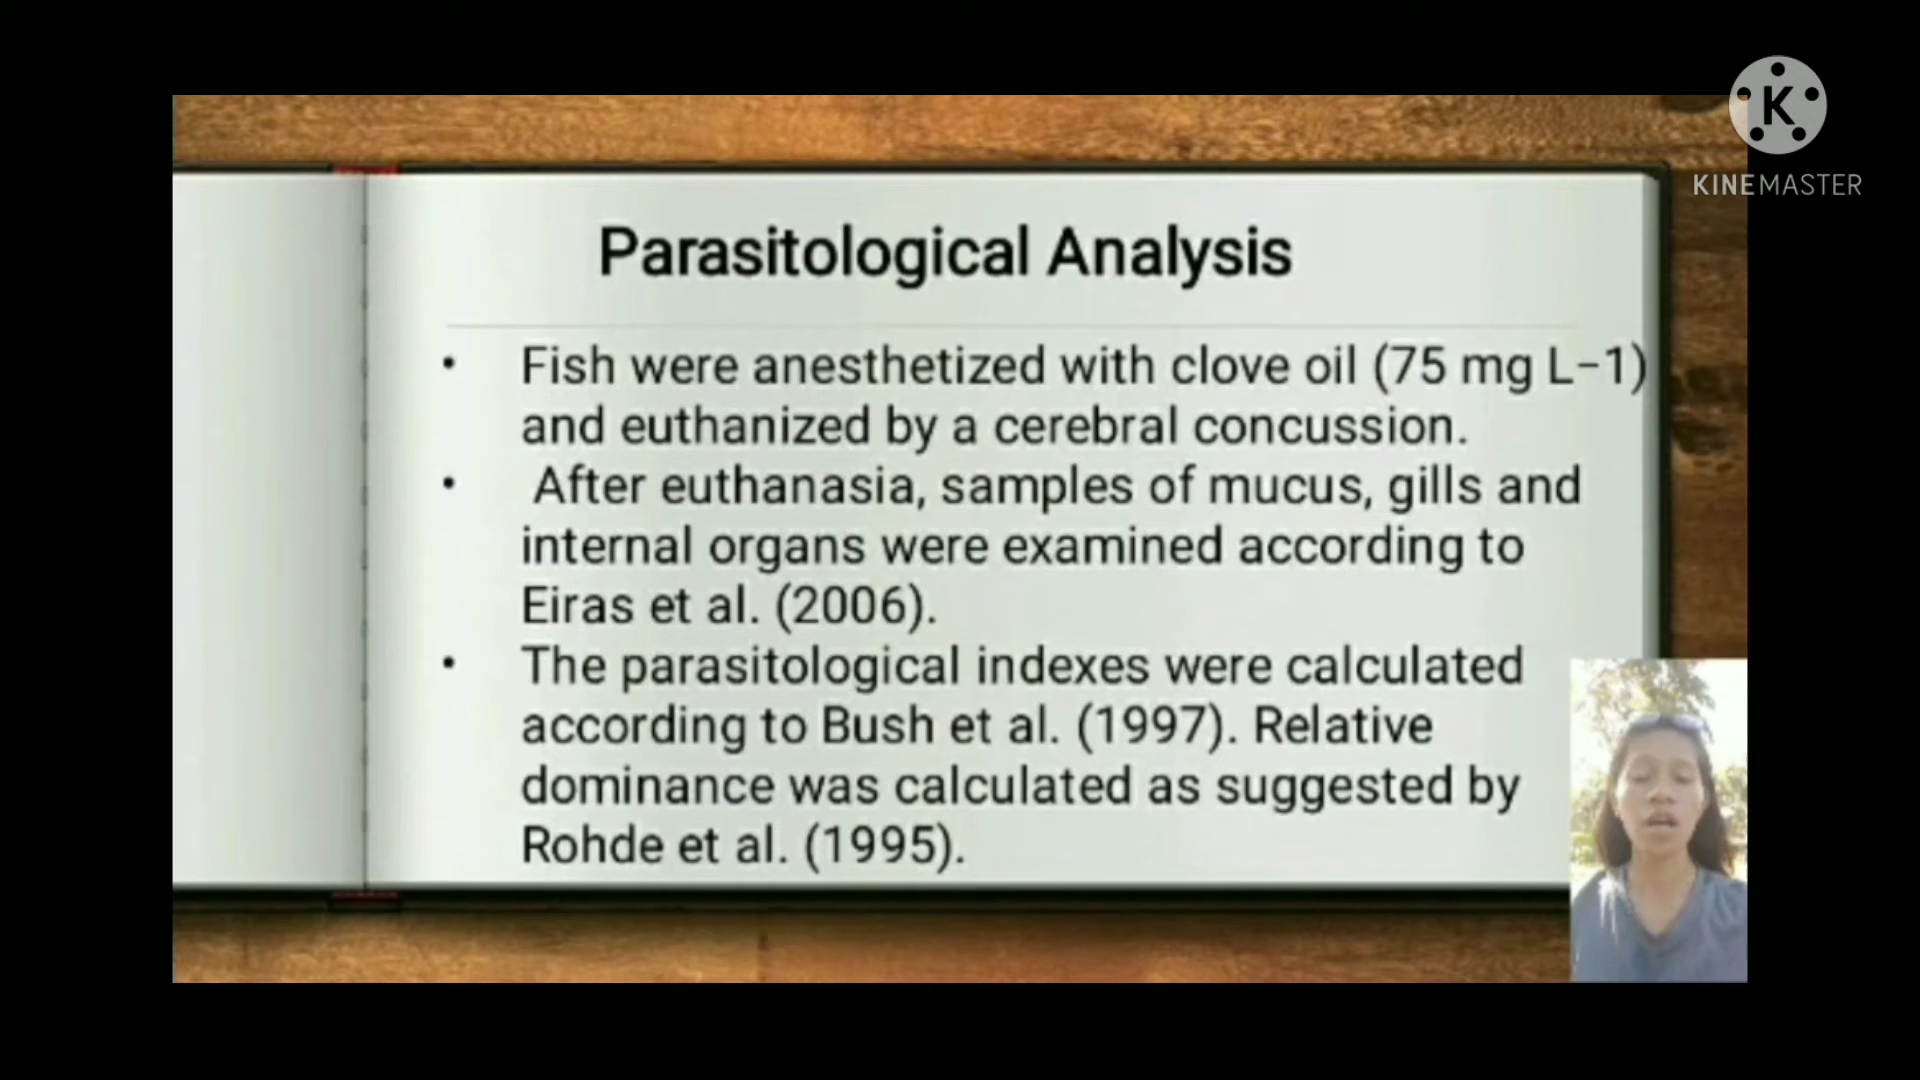 K
KINEMASTER
Parasitological Analysis
• Fish were anesthetized with clove oil (75 mg L−1)
and euthanized by a cerebral concussion.
• After euthanasia, samples of mucus, gills and
internal organs were examined according to
Eiras et al. (2006).
• The parasitological indexes were calculated
according to Bush et al. (1997). Relative
dominance was calculated as suggested by
Rohde et al. (1995).